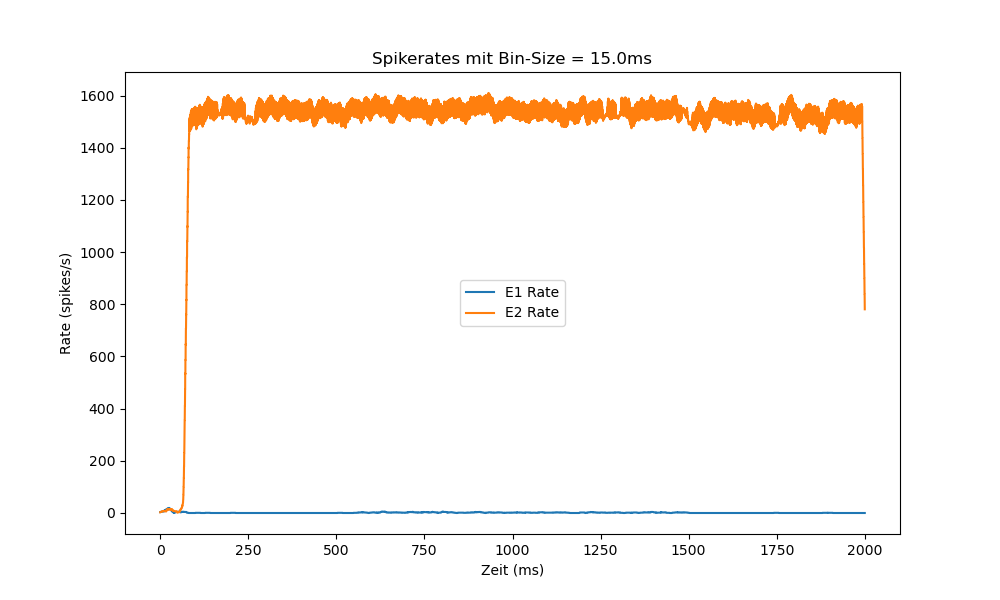 Spikerates mit Bin-Size = 15.0ms
1600
1400
1200
1000
800
600
400
200
0
Rate (spikes/s)
E1 Rate
E2 Rate
0 250 500 750 1000 1250 1500 1750 2000
Zeit (ms)